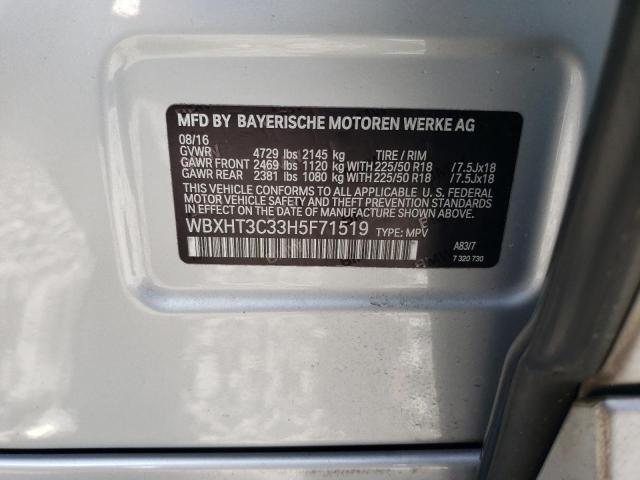 MFD BY BAYERISCHE MOTOREN WERKE AG
08/16
GVWR 4729 lbs 2145 kg TIRE / RIM
GAWR FRONT 2469 lbs 1120 kg WITH 225/50 R18 /7.5Jx18
GAWR REAR 2381 lbs 1080 kg WITH 225/50 R18 /7.5Jx18
THIS VEHICLE CONFORMS TO ALL APPLICABLE U. S. FEDERAL
MOTOR VEHICLE SAFETY AND THEFT PREVENTION
STANDARDS IN EFFECT ON THE DATE OF MANUFACTURE
SHOWN ABOVE.
WBXHT3C33H5F71519 TYPE: MPV
A83/7
7 320 730